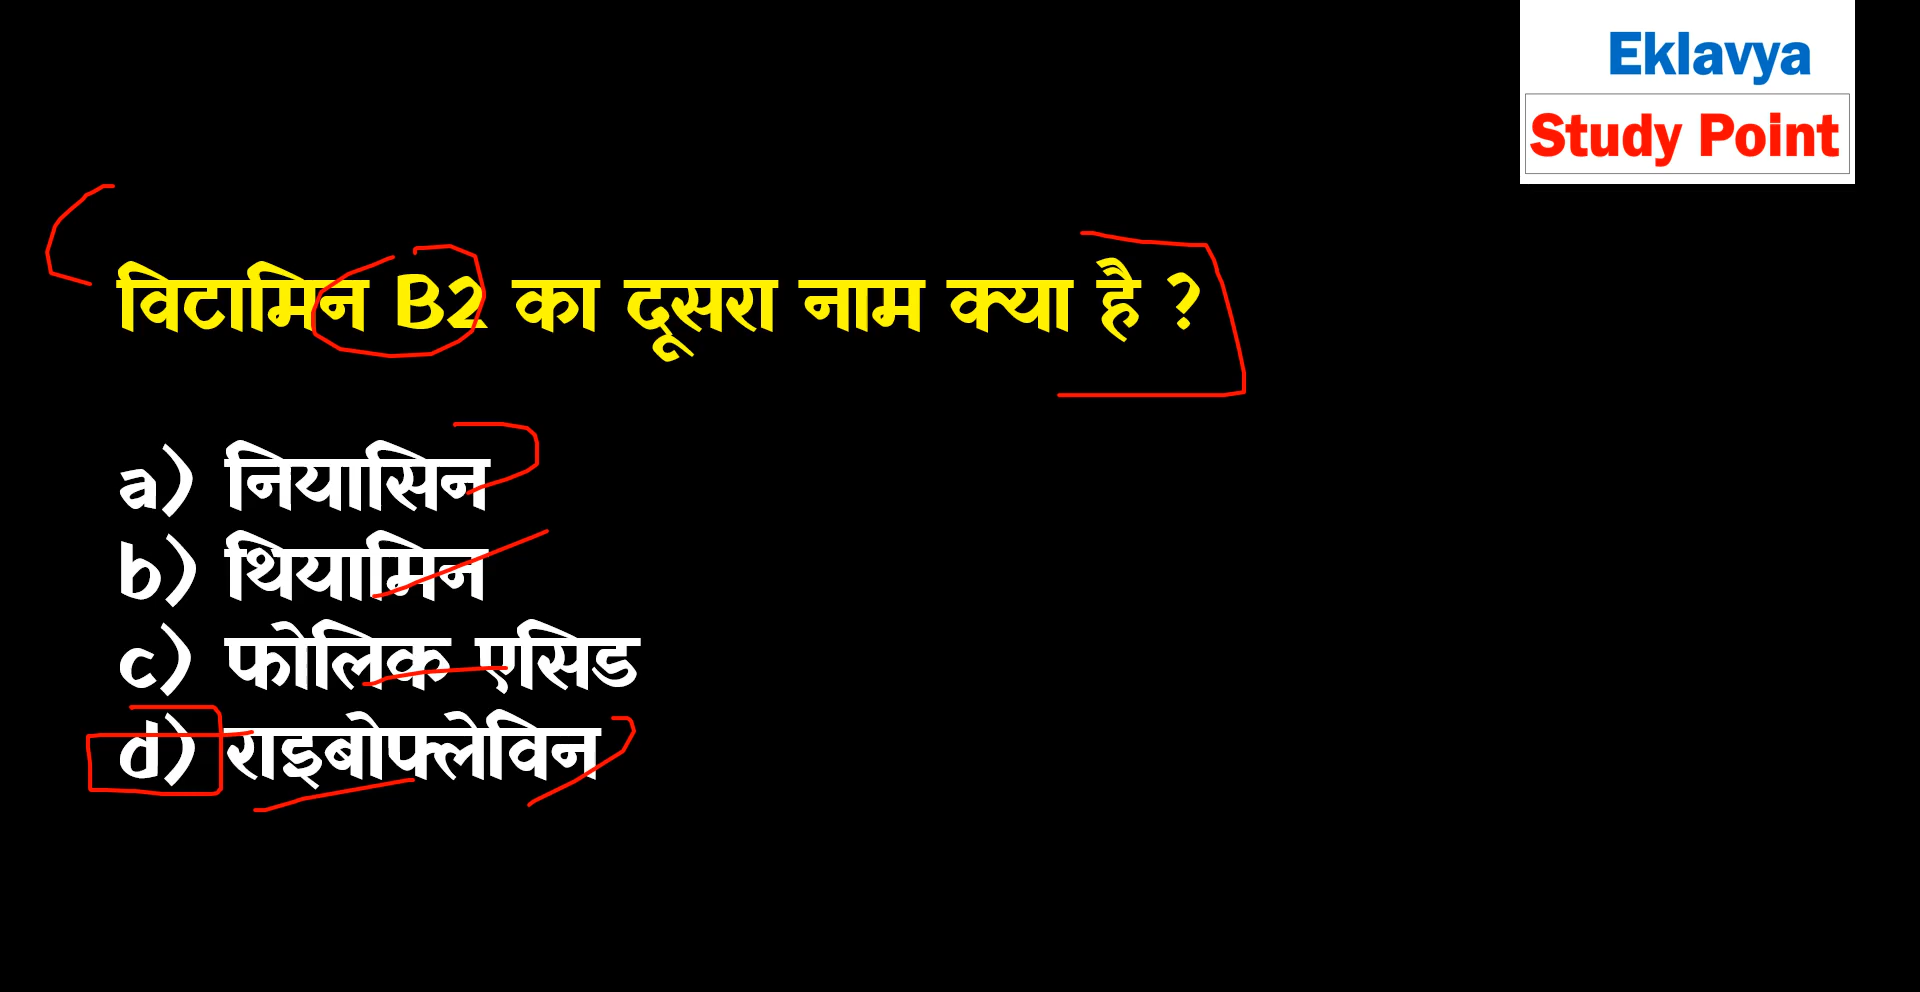 Eklavya
Study Point
विटामिन B2 का दूसरा नाम क्या है ?
a) नियासिन
b) थियामिन
c) फोलिक एसिड
d) राइबोफ्लेविन